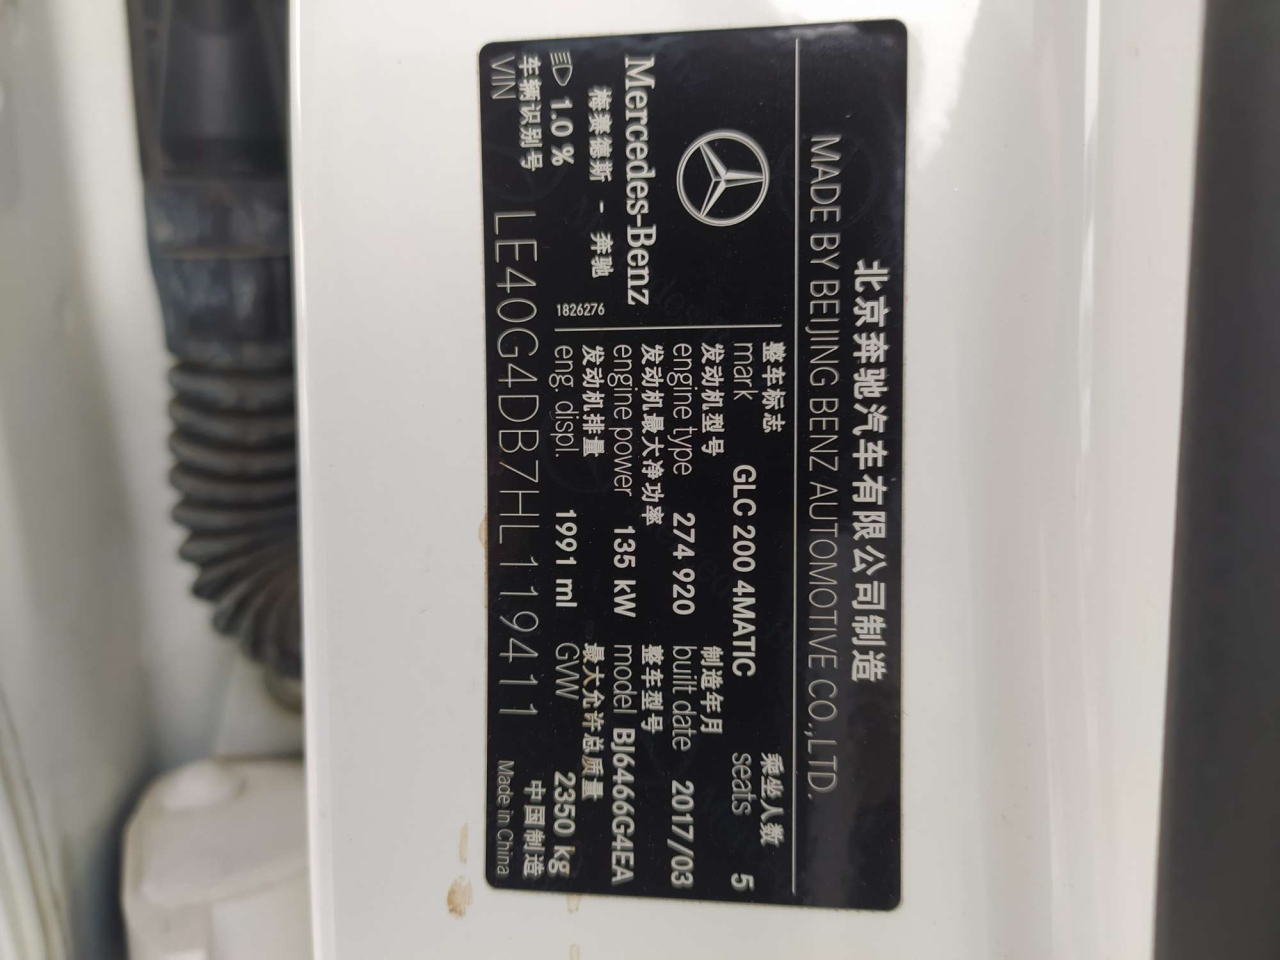 北京奔驰汽车有限公司制造
MADE BY BEIJING BENZ AUTOMOTIVE CO.,LTD.
Mercedes-Benz
梅赛德斯 - 奔驰
1.0 %
1826276
整车标志 乘坐人数
mark GLC 200 4MATIC seats 5
发动机型号 制造年月
engine type 274 920 built date 2017/03
发动机最大净功率 整车型号
engine power 135 kW model BJ6466G4EA
发动机排量 最大允许总质量
eng. displ. 1991 ml GVW 2350 kg
车辆识别号 中国制造
VIN LE40G4DB7HL119411 Made in China